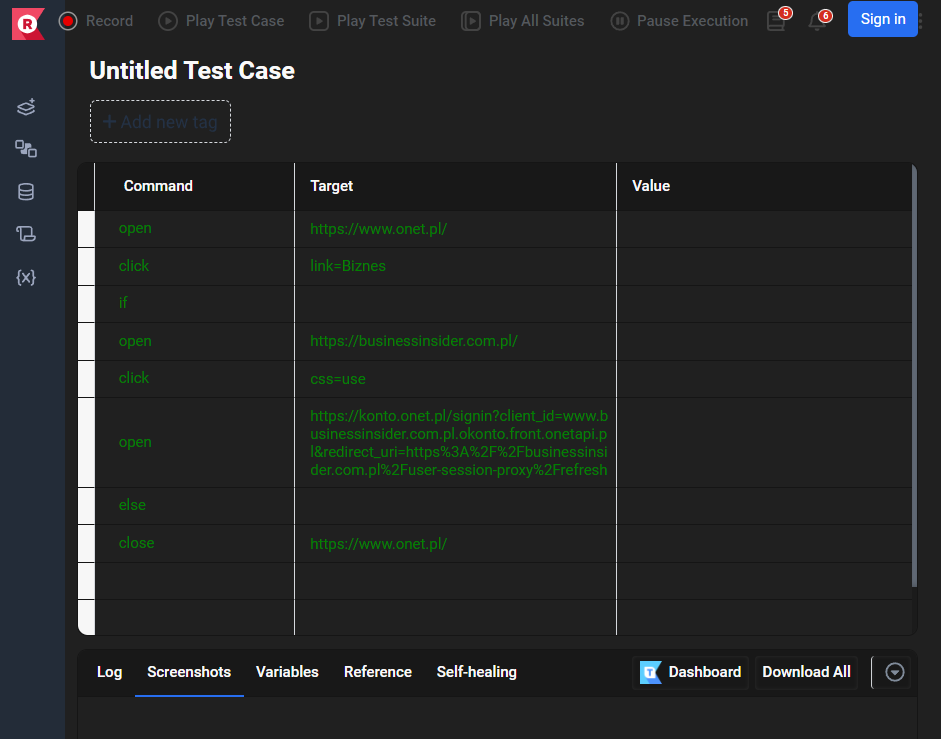 R Record Play Test Case Play Test Suite Play All Suites Pause Execution 5 6 Sign in
Untitled Test Case
+ Add new tag
Command Target Value
open https://www.onet.pl/
click link=Biznes
if
open https://businessinsider.com.pl/
click css=use
https://konto.onet.pl/signin?client_id=www.b
usinessinsider.com.pl.okonto.front.onetapi.p
open
l&redirect_uri=https%3A%2F%2Fbusinessinsi
der.com.pl%2Fuser-session-proxy%2Frefresh
else
close https://www.onet.pl/
Log Screenshots Variables Reference Self-healing T Dashboard Download All